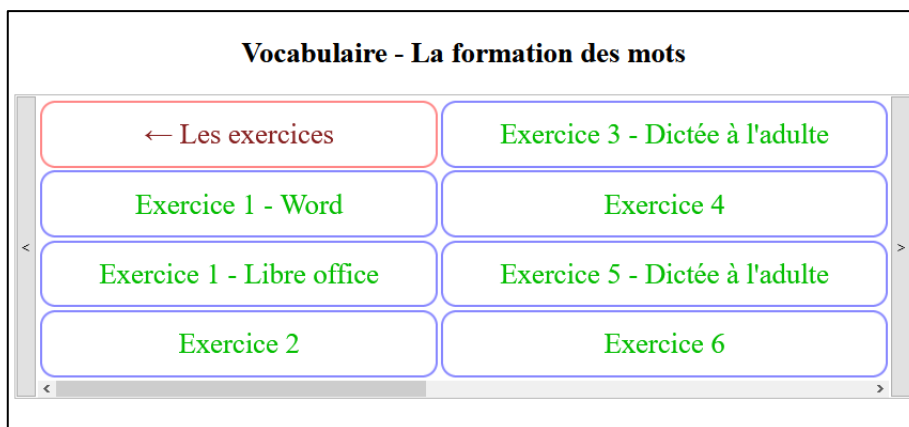 Vocabulaire - La formation des mots
← Les exercices
Exercice 1 - Word
Exercice 1 - Libre office
Exercice 2
Exercice 3 - Dictée à l'adulte
Exercice 4
Exercice 5 - Dictée à l'adulte
Exercice 6
<
>